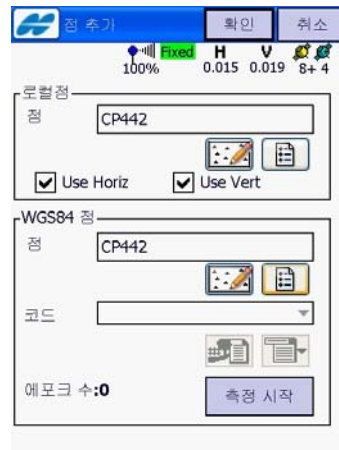 점 추가 확인 취소
Fixed H V
100% 0.015 0.019 8+ 4
로컬점
점 CP442
Use Horiz Use Vert
WGS84 점
점 CP442
코드
에포크 수:0 측정 시작